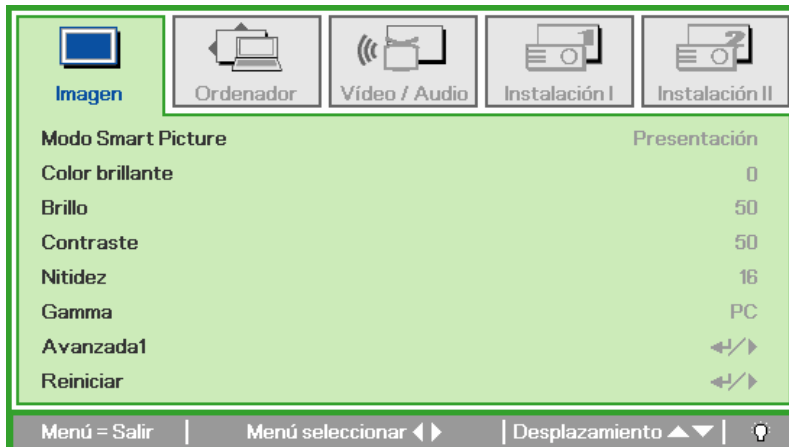 Imagen Ordenador Vídeo / Audio Instalación I Instalación II
Modo Smart Picture Presentación
Color brillante 0
Brillo 50
Contraste 50
Nitidez 16
Gamma PC
Avanzada1
Reiniciar
Menú = Salir Menú seleccionar Desplazamiento